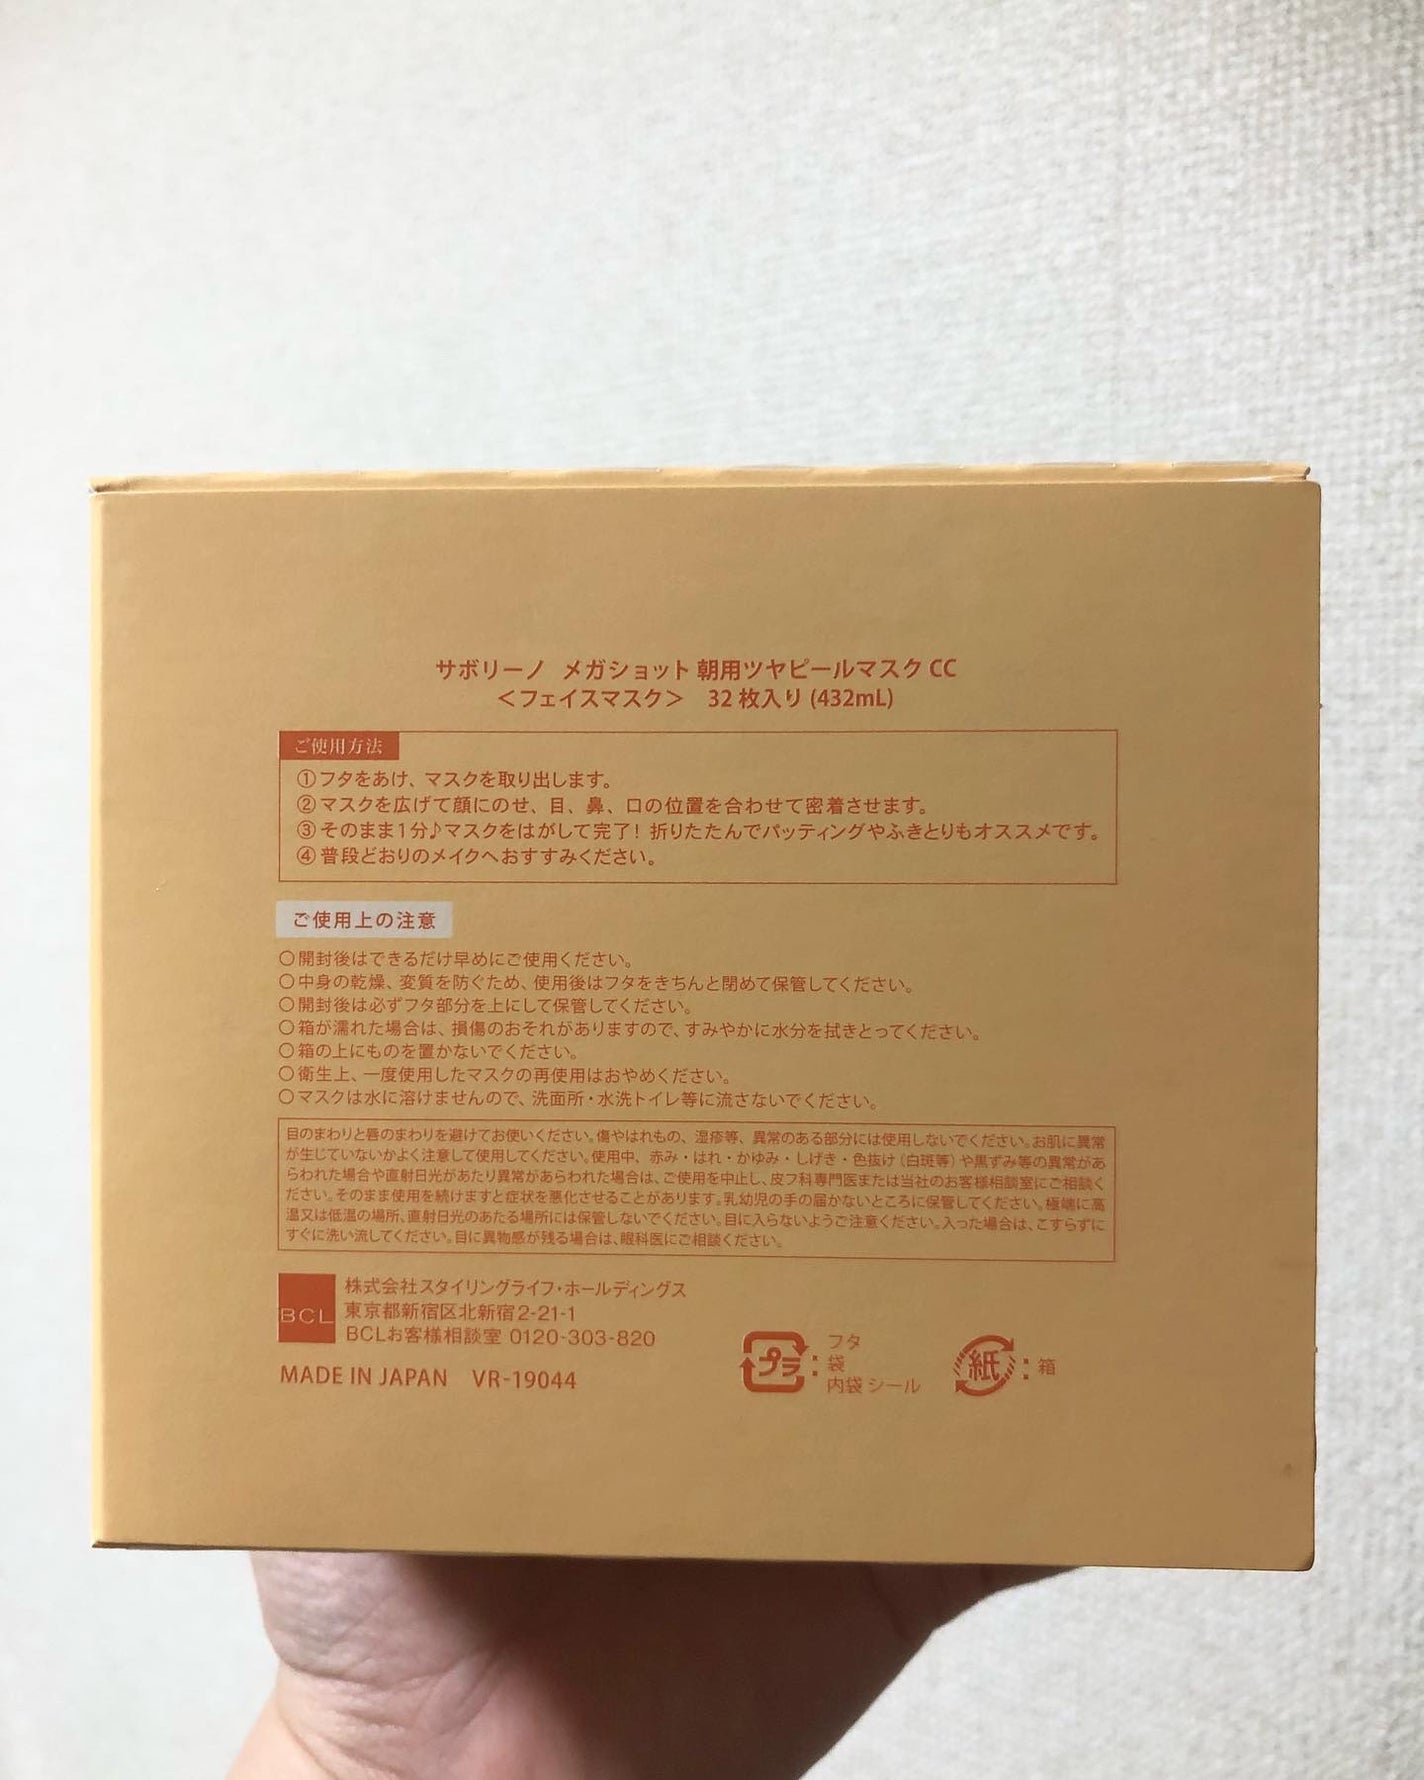 サボリーノ メガショット 朝用ツヤピールマスク CC
＜フェイスマスク＞ 32枚入り (432mL)
ご使用方法
①フタをあけ、マスクを取り出します。
②マスクを広げて顔にのせ、目、鼻、口の位置を合わせて密着させます。
③そのまま1分♪マスクをはがして完了！折りたたんでパッティングやふきとりもオススメです。
④普段どおりのメイクへおすすみください。
ご使用上の注意
○開封後はできるだけ早めにご使用ください。
○中身の乾燥、変質を防ぐため、使用後はフタをきちんと閉めて保管してください。
○開封後は必ずフタ部分を上にして保管してください。
○箱が濡れた場合は、損傷のおそれがありますので、すみやかに水分を拭きとってください。
○箱の上にものを置かないでください。
○衛生上、一度使用したマスクの再使用はおやめください。
○マスクは水に溶けませんので、洗面所・水洗トイレ等に流さないでください。
目のまわりと唇のまわりを避けてお使いください。傷やはれもの、湿疹等、異常のある部分には使用しないでください。お肌に異常
が生じていないかよく注意して使用してください。使用中、赤み・はれ・かゆみ・しげき・色抜け（白斑等）や黒ずみ等の異常があ
らわれた場合や直射日光があたり異常があらわれた場合は、ご使用を中止し、皮フ科専門医または当社のお客様相談室にご相談く
ださい。そのまま使用を続けますと症状を悪化させることがあります。乳幼児の手の届かないところに保管してください。極端に高
温又は低温の場所、直射日光のあたる場所には保管しないでください。目に入らないようご注意ください。入った場合は、こすらずに
すぐに洗い流してください。目に異物感が残る場合は、眼科医にご相談ください。
BCL
株式会社スタイリングライフ・ホールディングス
東京都新宿区北新宿2-21-1
BCLお客様相談室 0120-303-820
MADE IN JAPAN VR-19044
プラ：フタ
袋
内袋シール
紙：箱